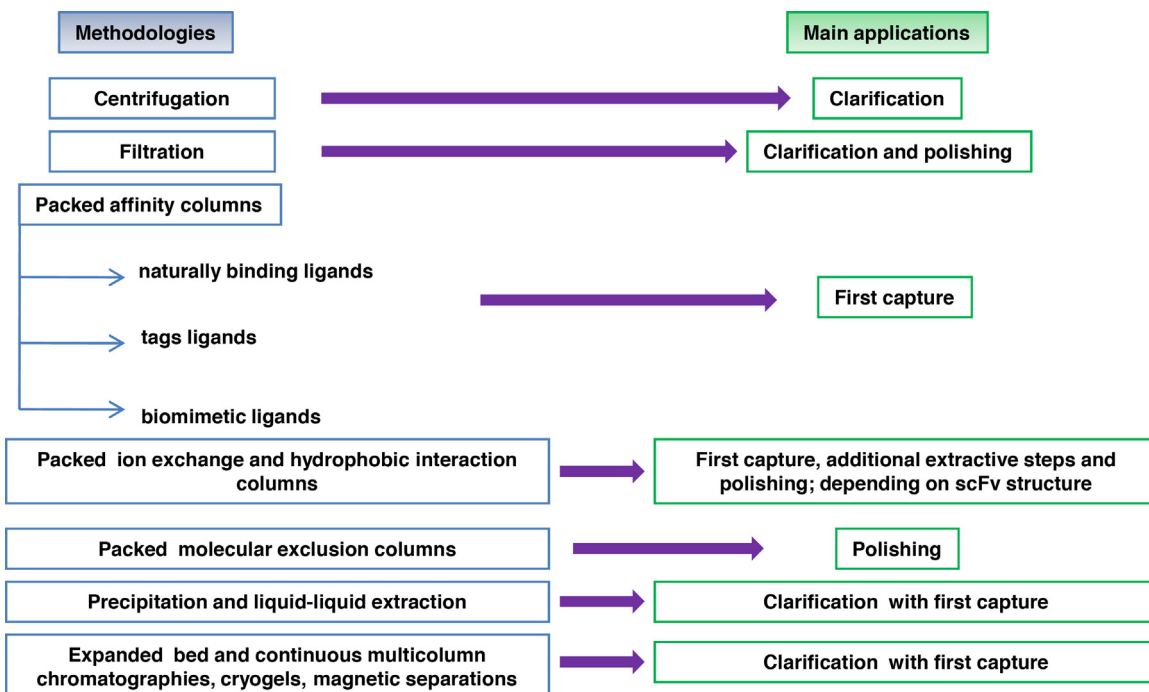 Methodologies
Main applications
Centrifugation
Clarification
Filtration
Clarification and polishing
Packed affinity columns
naturally binding ligands
First capture
tags ligands
biomimetic ligands
Packed ion exchange and hydrophobic interaction
columns
First capture, additional extractive steps and
polishing; depending on scFv structure
Packed molecular exclusion columns
Polishing
Precipitation and liquid-liquid extraction
Clarification with first capture
Expanded bed and continuous multicolumn
chromatographies, cryogels, magnetic separations
Clarification with first capture